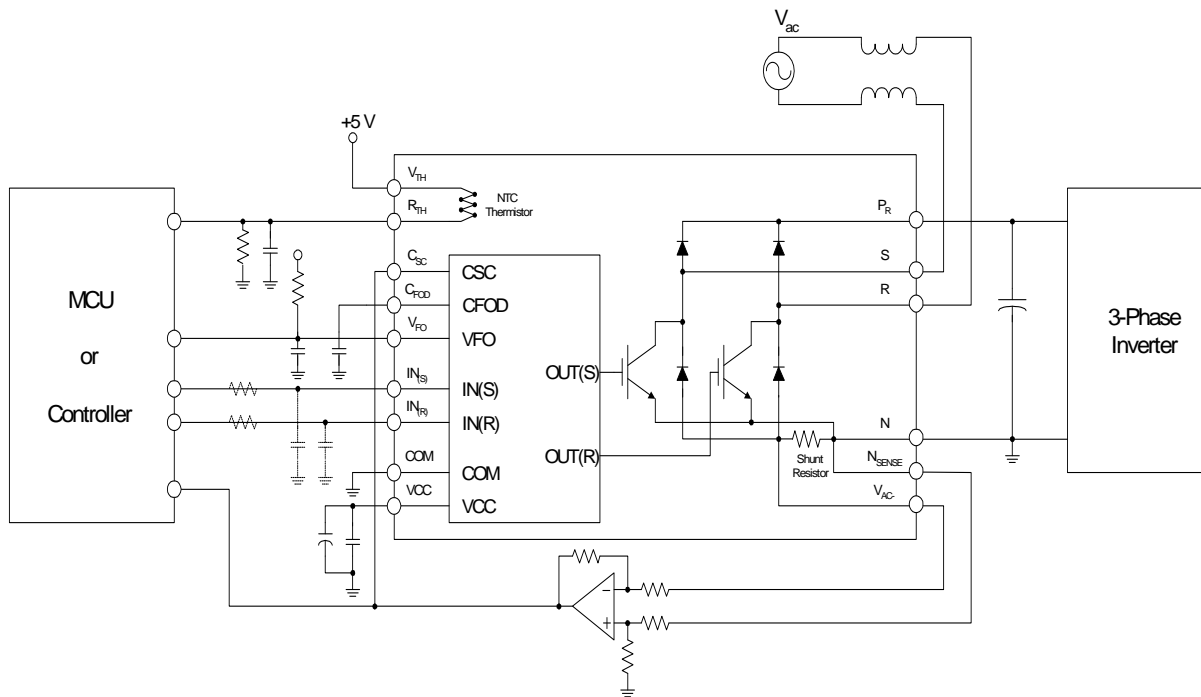 V_ac
+5 V
V_TH
NTC
Thermistor
R_TH
P_R
S
R
C_SC
CSC
C_FOD
CFOD
V_FO
VFO
IN_(S)
IN(S)
IN_(R)
IN(R)
COM
COM
VCC
VCC
OUT(S)
OUT(R)
Shunt
Resistor
N
N_SENSE
V_AC-
MCU
or
Controller
3-Phase
Inverter
−
+